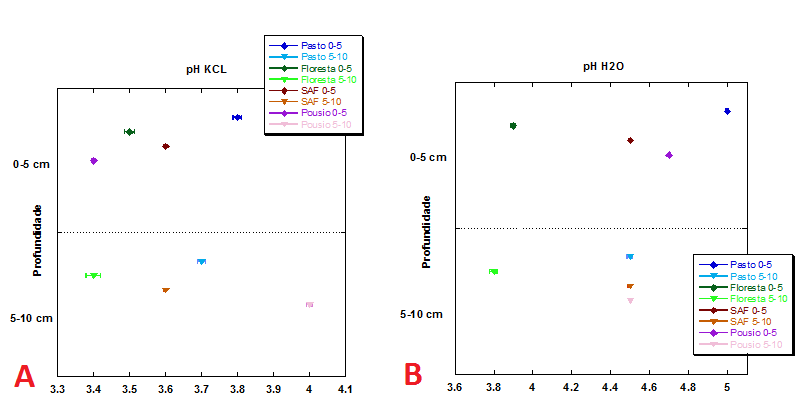 pH KCL
Pasto 0-5
Pasto 5-10
Floresta 0-5
Floresta 5-10
SAF 0-5
SAF 5-10
Pousio 0-5
Pousio 5-10
0-5 cm
Profundidade
5-10 cm
A
3.3 3.4 3.5 3.6 3.7 3.8 3.9 4 4.1
pH H2O
0-5 cm
Profundidade
5-10 cm
Pasto 0-5
Pasto 5-10
Floresta 0-5
Floresta 5-10
SAF 0-5
SAF 5-10
Pousio 0-5
Pousio 5-10
B
3.6 3.8 4 4.2 4.4 4.6 4.8 5